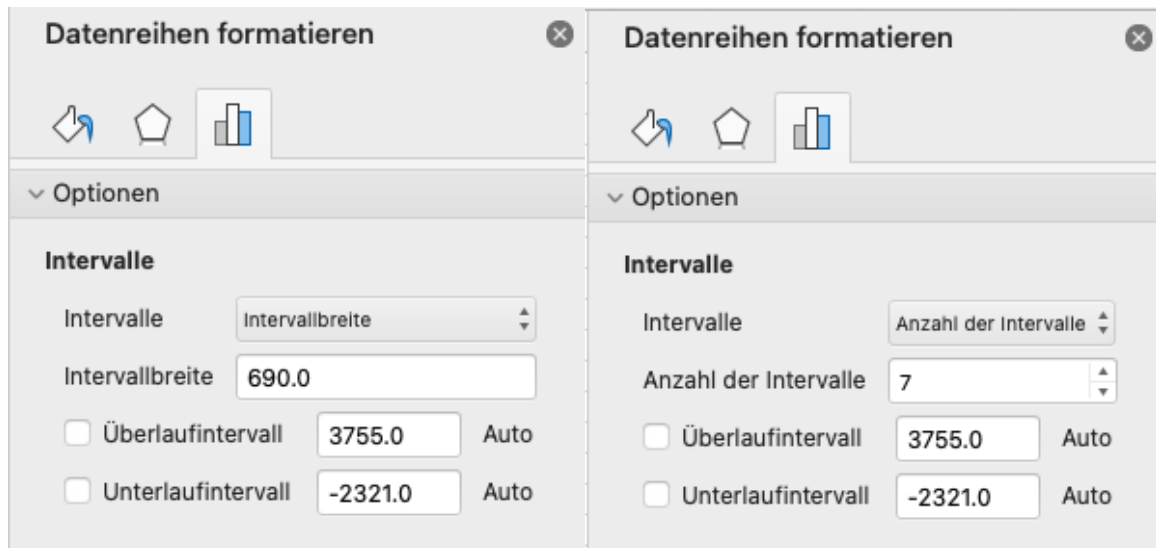 Datenreihen formatieren
Optionen
Intervalle
Intervalle Intervallbreite
Intervallbreite 690.0
Überlaufintervall 3755.0 Auto
Unterlaufintervall -2321.0 Auto
Datenreihen formatieren
Optionen
Intervalle
Intervalle Anzahl der Intervalle
Anzahl der Intervalle 7
Überlaufintervall 3755.0 Auto
Unterlaufintervall -2321.0 Auto